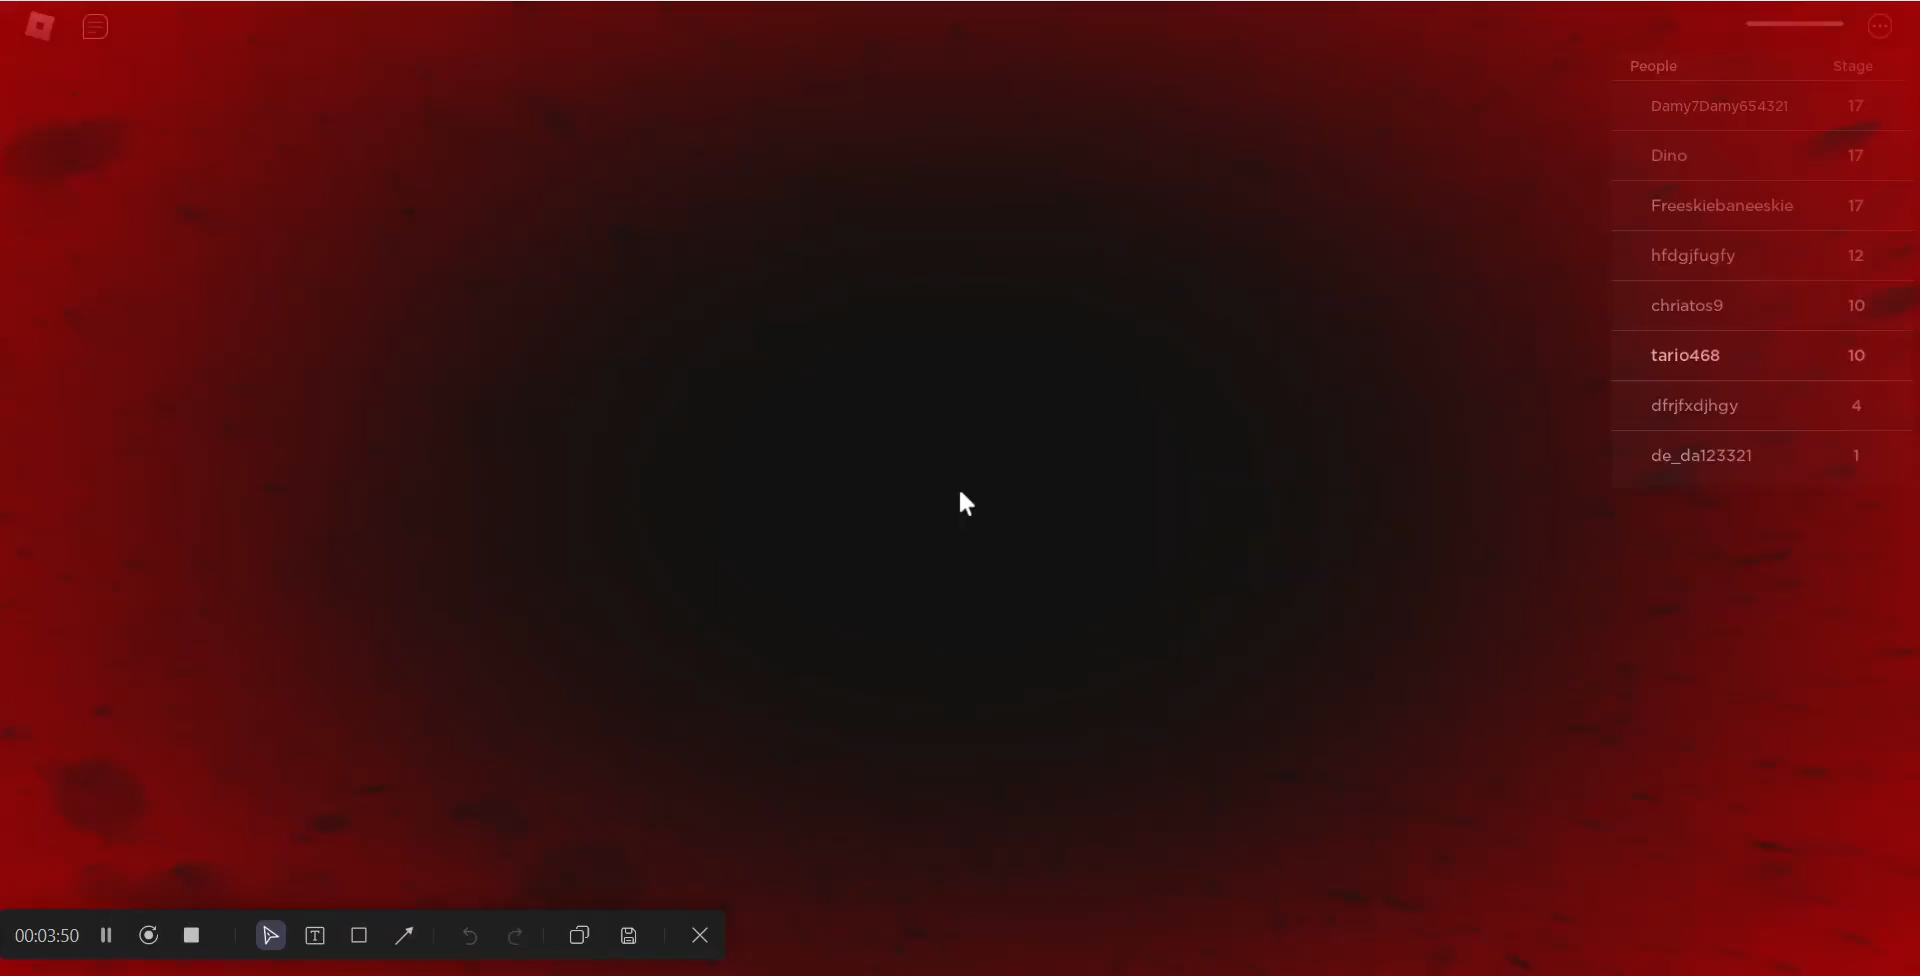 People Stage
Damy7Damy654321 17
Dino 17
Freeskiebaneeskie 17
hfdgjfugfy 12
chriatos9 10
tario468 10
dfrjfxdjhgy 4
de_da123321 1
00:03:50